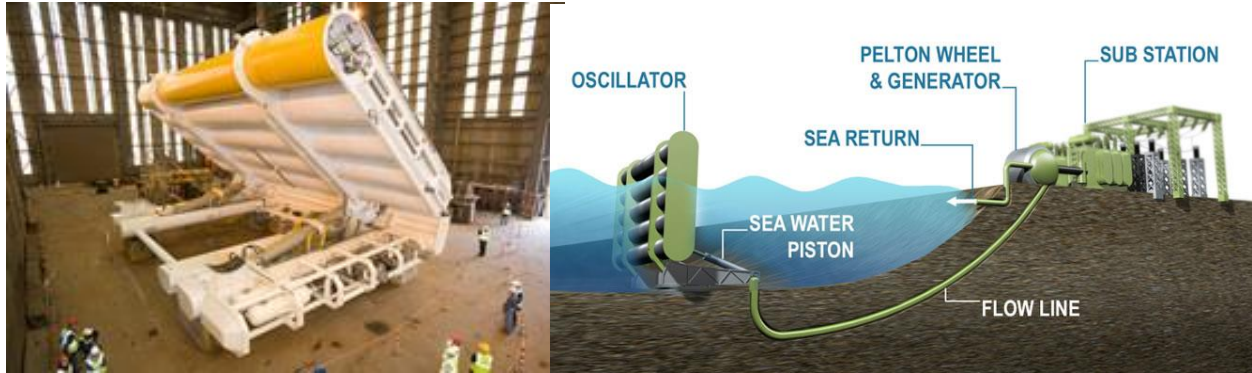 OSCILLATOR
PELTON WHEEL
& GENERATOR
SUB STATION
SEA RETURN
SEA WATER
PISTON
FLOW LINE